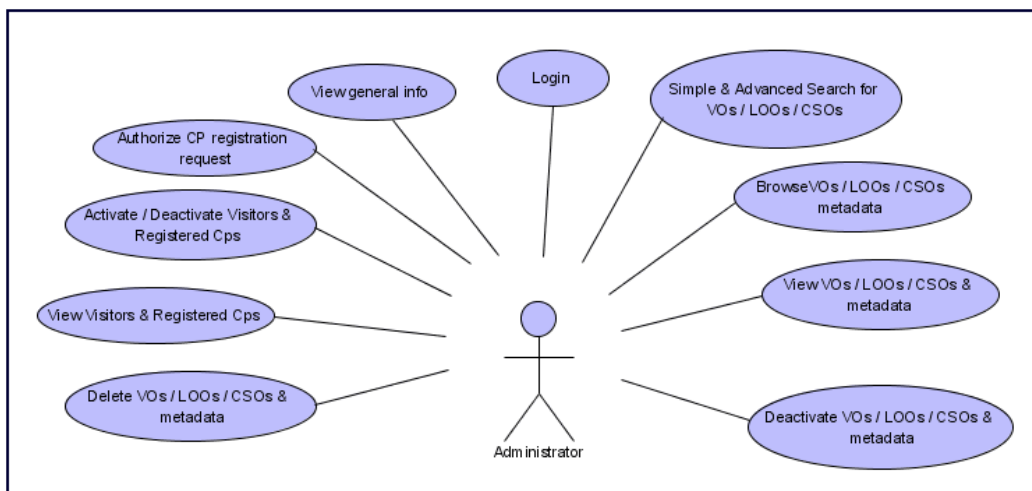 Login
View general info
Simple & Advanced Search for
VOs / LOOs / CSOs
Authorize CP registration
request
BrowseVOs / LOOs / CSOs
metadata
Activate / Deactivate Visitors &
Registered Cps
View VOs / LOOs / CSOs &
metadata
View Visitors & Registered Cps
Delete VOs / LOOs / CSOs &
metadata
Deactivate VOs / LOOs / CSOs &
metadata
Administrator